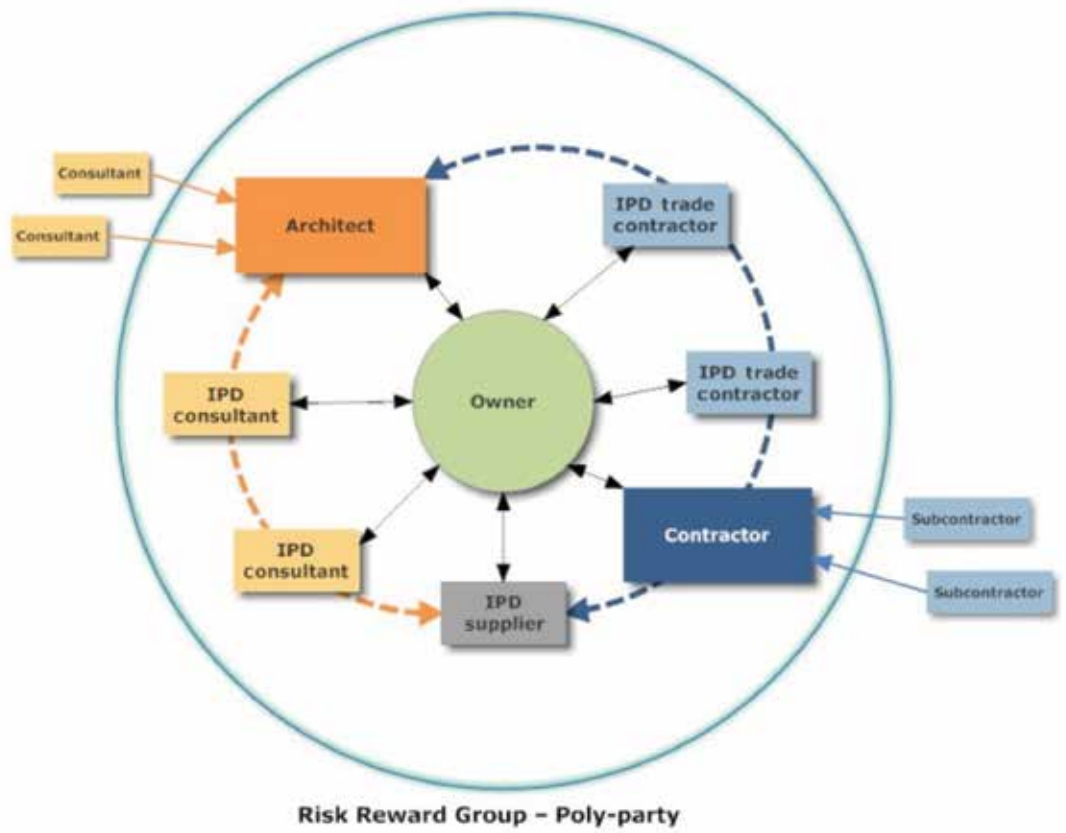 Consultant
Architect
IPD trade
contractor
Consultant
Owner
IPD trade
contractor
IPD
consultant
Contractor
Subcontractor
IPD
consultant
IPD
supplier
Subcontractor
Risk Reward Group – Poly-party